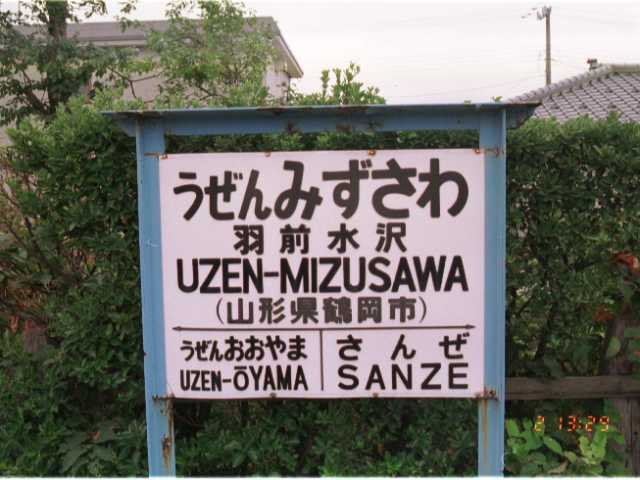 うぜんみずさわ
羽前水沢
UZEN-MIZUSAWA
(山形県鶴岡市)
うぜんおおやま さんぜ
UZEN-ŌYAMA SANZE
2 13:29